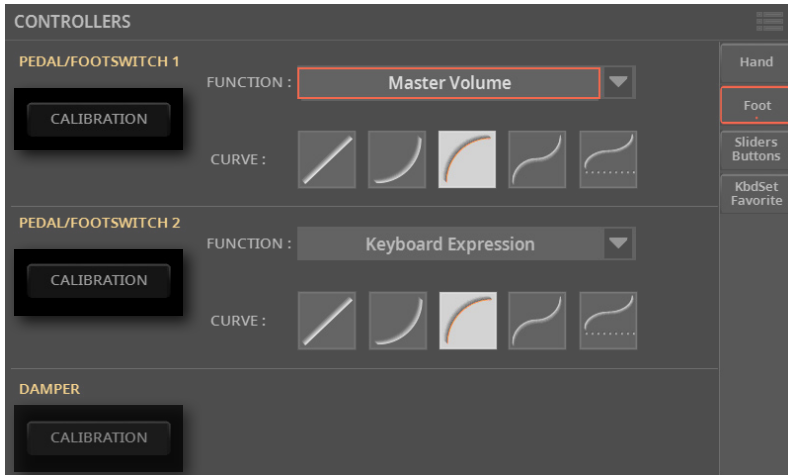 CONTROLLERS
PEDAL/FOOTSWITCH 1
CALIBRATION
FUNCTION :
Master Volume
CURVE :
PEDAL/FOOTSWITCH 2
CALIBRATION
FUNCTION :
Keyboard Expression
CURVE :
DAMPER
CALIBRATION
Hand
Foot
Sliders
Buttons
KbdSet
Favorite